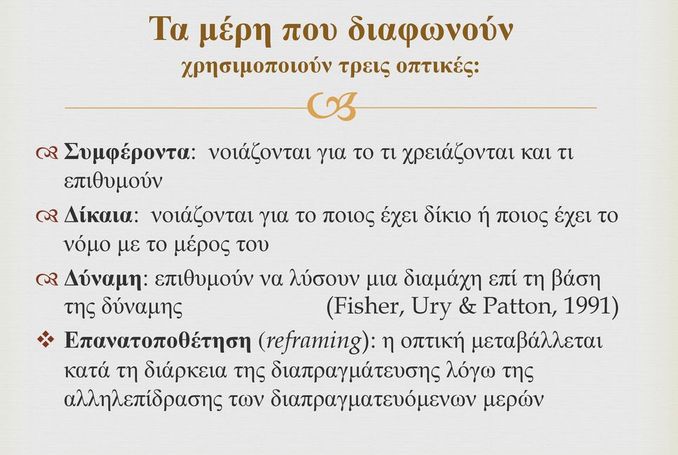 Τα μέρη που διαφωνούν
χρησιμοποιούν τρεις οπτικές:
Συμφέροντα: νοιάζονται για το τι χρειάζονται και τι
επιθυμούν
Δίκαια: νοιάζονται για το ποιος έχει δίκιο ή ποιος έχει το
νόμο με το μέρος του
Δύναμη: επιθυμούν να λύσουν μια διαμάχη επί τη βάση
της δύναμης (Fisher, Ury & Patton, 1991)
Επανατοποθέτηση (reframing): η οπτική μεταβάλλεται
κατά τη διάρκεια της διαπραγμάτευσης λόγω της
αλληλεπίδρασης των διαπραγματευόμενων μερών